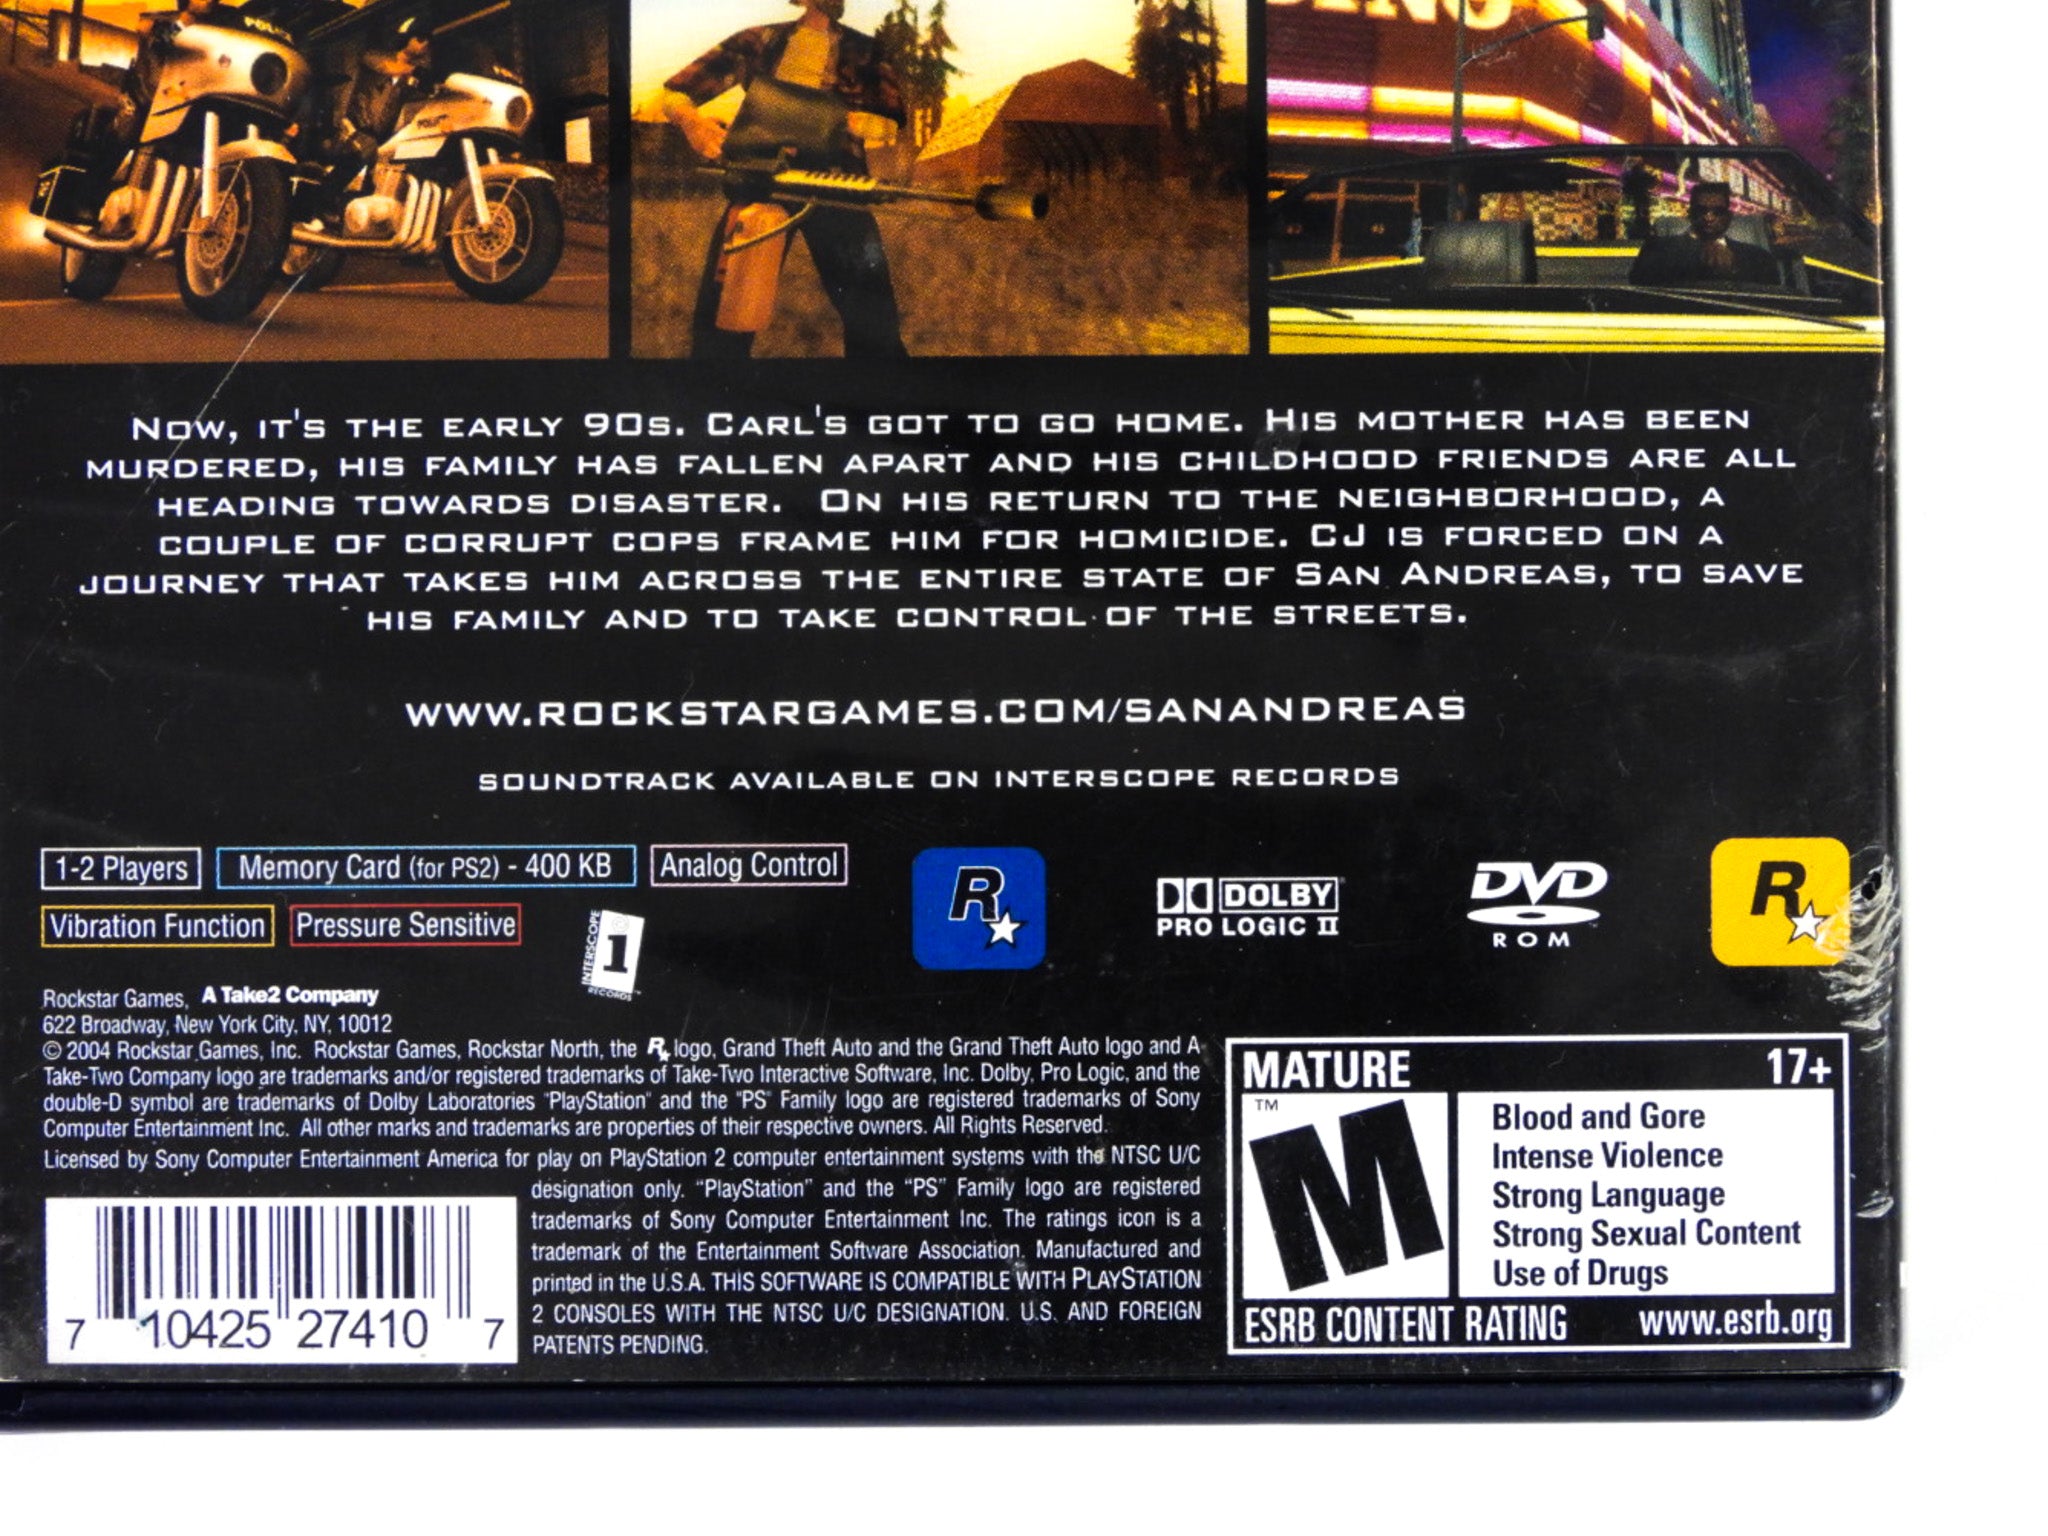 POLICE
POLICE
Now, it's the early 90s. Carl's got to go home. His mother has been
murdered, his family has fallen apart and his childhood friends are all
heading towards disaster. On his return to the neighborhood, a
couple of corrupt cops frame him for homicide. CJ is forced on a
journey that takes him across the entire state of San Andreas, to save
his family and to take control of the streets.
WWW.ROCKSTARGAMES.COM/SANANDREAS
SOUNDTRACK AVAILABLE ON INTERSCOPE RECORDS
1-2 Players Memory Card (for PS2) - 400 KB Analog Control
Vibration Function Pressure Sensitive
INTERSCOPE 1 RECORDS™
R
DOLBY
PRO LOGIC II
DVD
ROM
R
Rockstar Games, A Take2 Company
622 Broadway, New York City, NY, 10012
© 2004 Rockstar Games, Inc. Rockstar Games, Rockstar North, the R logo, Grand Theft Auto and the Grand Theft Auto logo and A
Take-Two Company logo are trademarks and/or registered trademarks of Take-Two Interactive Software, Inc. Dolby, Pro Logic, and the
double-D symbol are trademarks of Dolby Laboratories "PlayStation" and the "PS" Family logo are registered trademarks of Sony
Computer Entertainment Inc. All other marks and trademarks are properties of their respective owners. All Rights Reserved.
Licensed by Sony Computer Entertainment America for play on PlayStation 2 computer entertainment systems with the NTSC U/C
designation only. "PlayStation" and the "PS" Family logo are registered
trademarks of Sony Computer Entertainment Inc. The ratings icon is a
trademark of the Entertainment Software Association. Manufactured and
printed in the U.S.A. THIS SOFTWARE IS COMPATIBLE WITH PLAYSTATION
2 CONSOLES WITH THE NTSC U/C DESIGNATION. U.S. AND FOREIGN
PATENTS PENDING.
7 10425 27410 7
MATURE 17+
™
M
Blood and Gore
Intense Violence
Strong Language
Strong Sexual Content
Use of Drugs
ESRB CONTENT RATING www.esrb.org